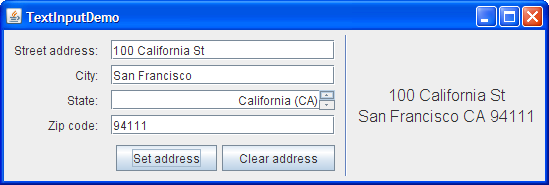 TextInputDemo
Street address: 100 California St
City: San Francisco
State: California (CA)
Zip code: 94111
Set address Clear address
100 California St
San Francisco CA 94111